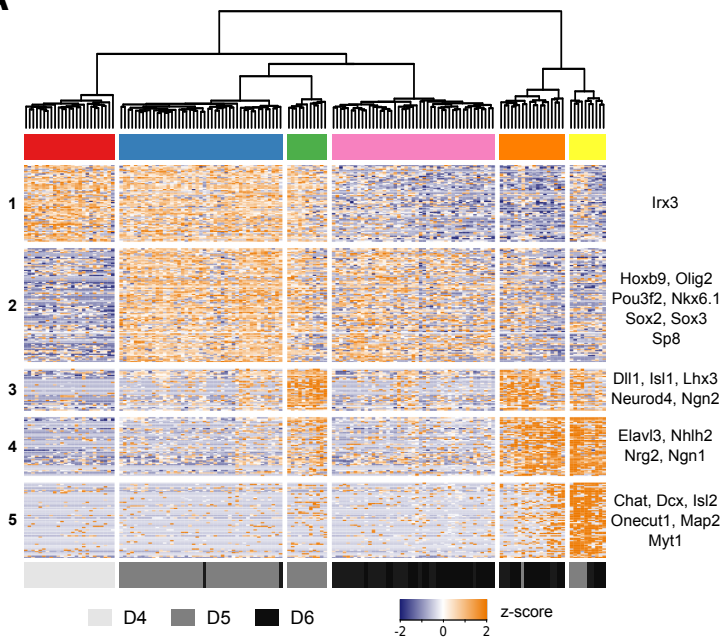 A
1
Irx3
2
Hoxb9, Olig2
Pou3f2, Nkx6.1
Sox2, Sox3
Sp8
3
Dll1, Isl1, Lhx3
Neurod4, Ngn2
4
Elavl3, Nhlh2
Nrg2, Ngn1
5
Chat, Dcx, Isl2
Onecut1, Map2
Myt1
D4 D5 D6
z-score
-2 0 2